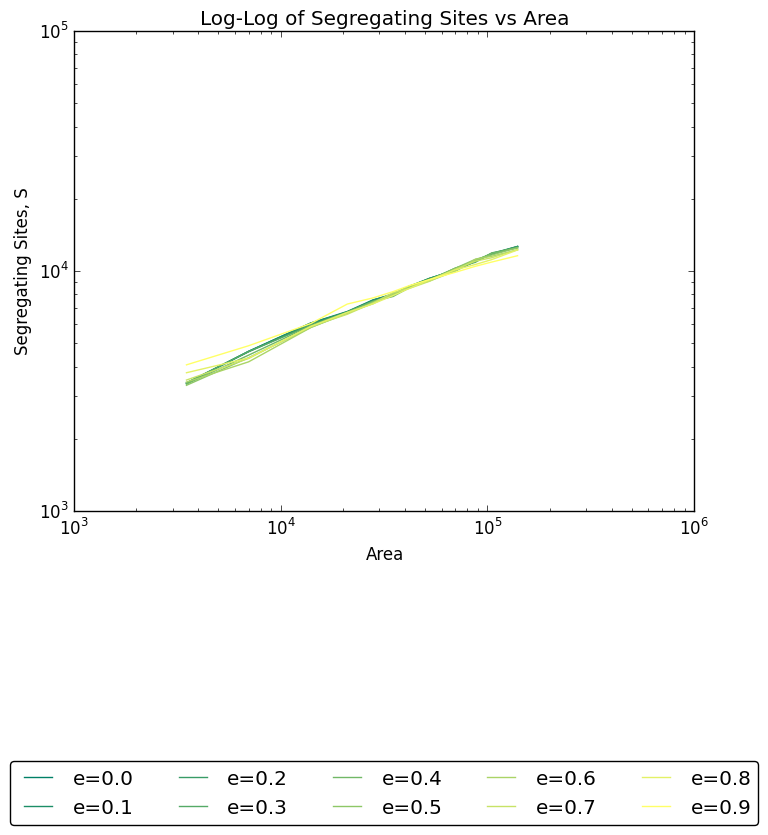 Log-Log of Segregating Sites vs Area
10^5
10^4
10^3
Segregating Sites, S
10^3 10^4 10^5 10^6
Area
e=0.0 e=0.2 e=0.4 e=0.6 e=0.8
e=0.1 e=0.3 e=0.5 e=0.7 e=0.9